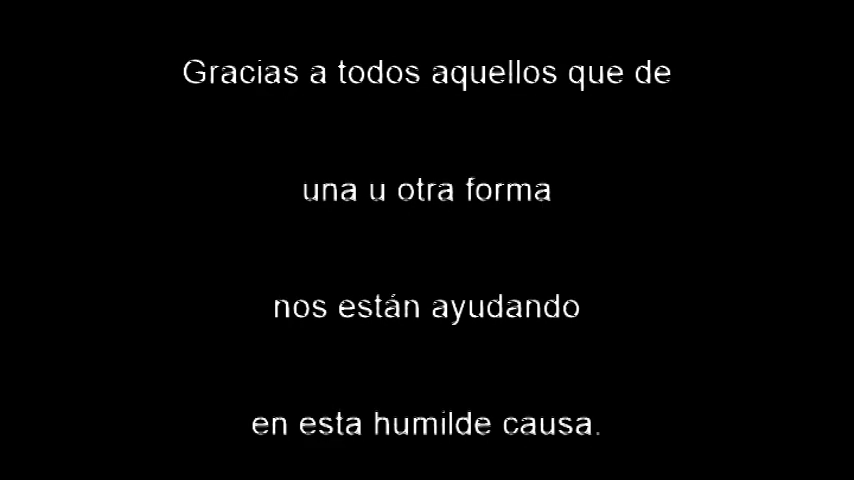 Gracias a todos aquellos que de
una u otra forma
nos están ayudando
en esta humilde causa.